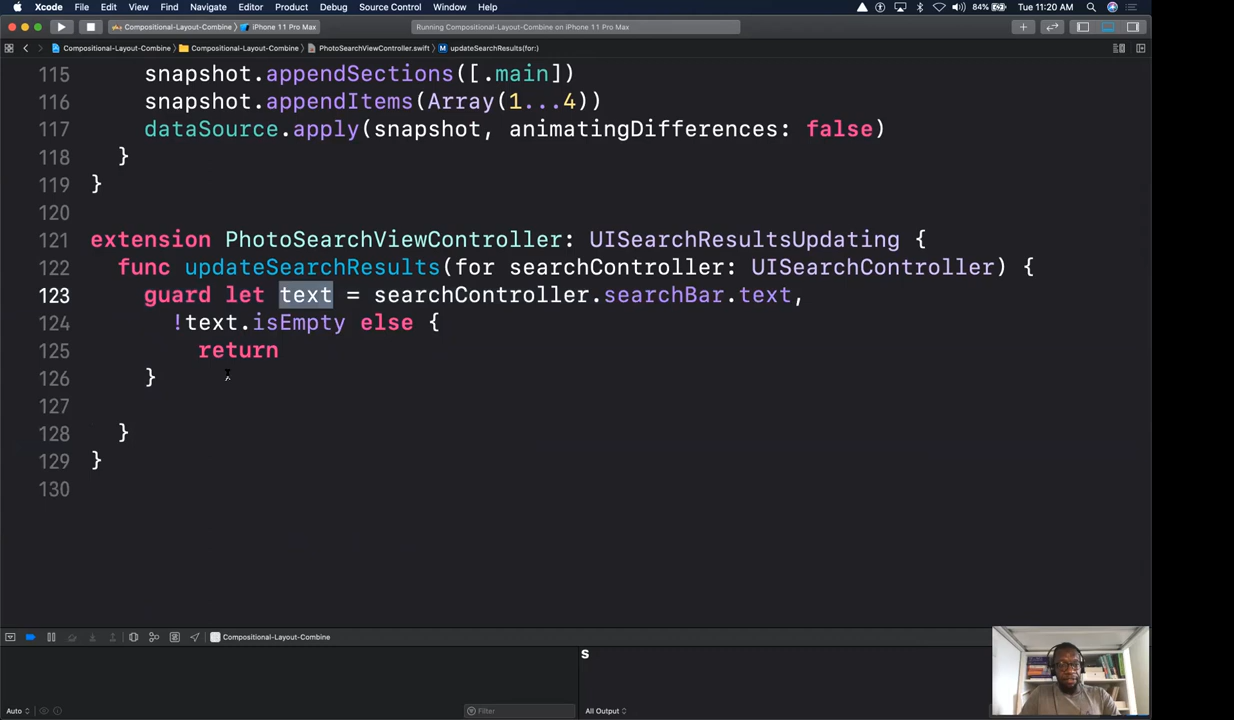 Xcode File Edit View Find Navigate Editor Product Debug Source Control Window Help 84% Tue 11:20 AM
Compositional-Layout-Combine iPhone 11 Pro Max Running Compositional-Layout-Combine on iPhone 11 Pro Max
Compositional-Layout-Combine Compositional-Layout-Combine PhotoSearchViewController.swift M updateSearchResults(for:)
115 snapshot.appendSections([.main])
116 snapshot.appendItems(Array(1...4))
117 dataSource.apply(snapshot, animatingDifferences: false)
118 }
119 }
120
121 extension PhotoSearchViewController: UISearchResultsUpdating {
122 func updateSearchResults(for searchController: UISearchController) {
123 guard let text = searchController.searchBar.text,
124 !text.isEmpty else {
125 return
126 }
127
128 }
129 }
130
Compositional-Layout-Combine
s
Auto Filter All Output